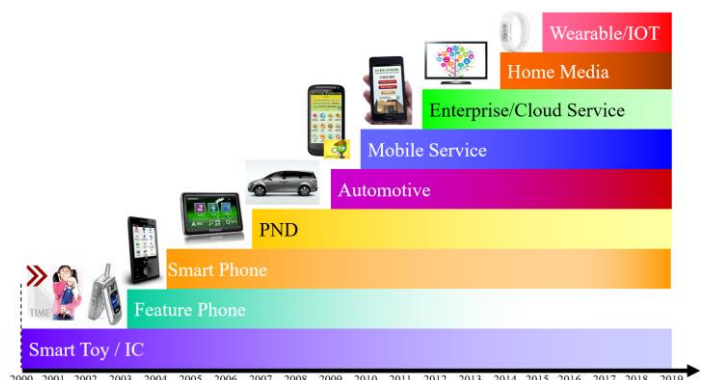 Wearable/IOT
Home Media
Enterprise/Cloud Service
Mobile Service
Automotive
PND
Smart Phone
TIME
Feature Phone
Smart Toy / IC
2000 2001 2002 2003 2004 2005 2006 2007 2008 2009 2010 2011 2012 2013 2014 2015 2016 2017 2018 2019